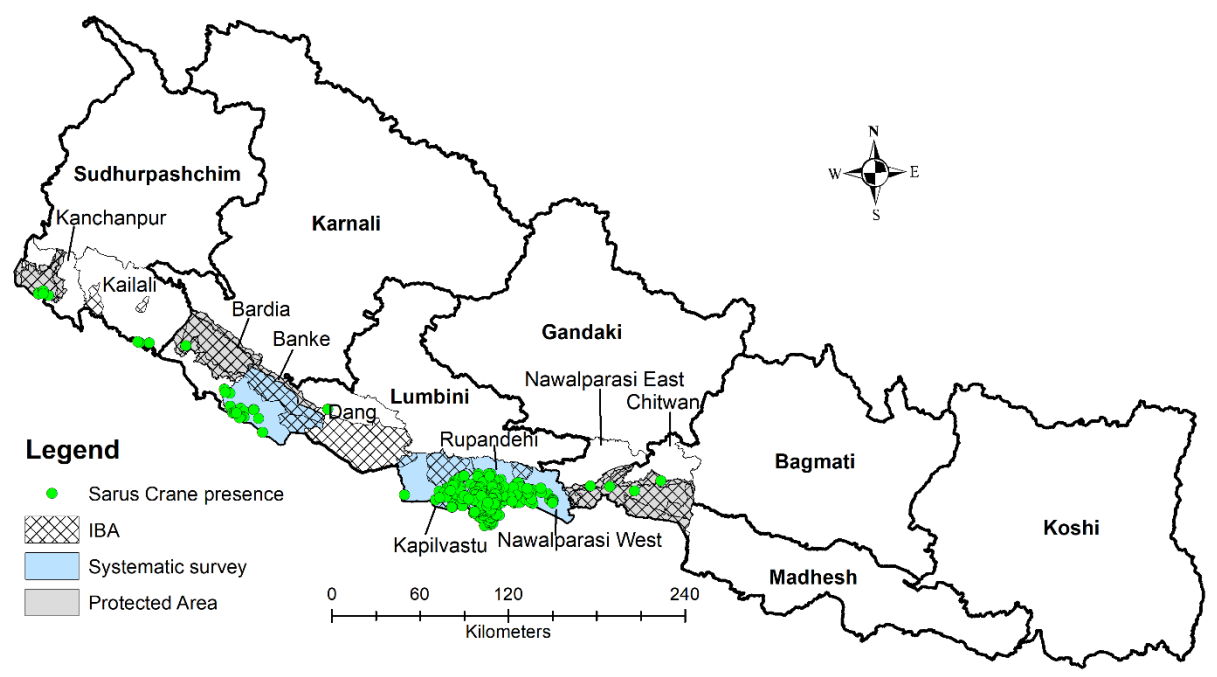 N
W
E
S
Sudhurpashchim
Kanchanpur
Karnali
Kailali
Bardia
Gandaki
Banke
Nawalparasi East
Lumbini
Chitwan
Dang
Rupandehi
Bagmati
Legend
Sarus Crane presence
IBA
Koshi
Kapilvastu
Nawalparasi West
Systematic survey
Madhesh
Protected Area
0 60 120 240
Kilometers